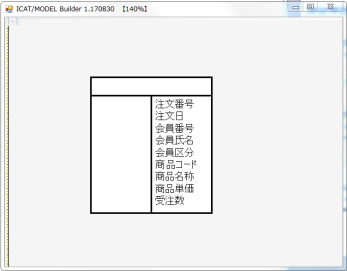 ICAT/MODEL Builder 1.170830 【140%】
注文番号
注文日
会員番号
会員氏名
会員区分
商品コード
商品名称
商品単価
受注数